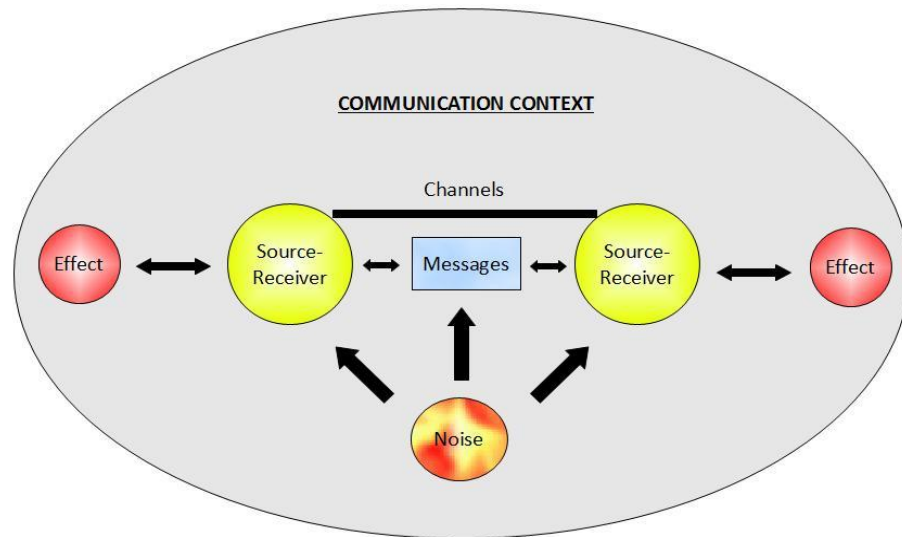 COMMUNICATION CONTEXT
Channels
Effect
Source-
Receiver
Messages
Source-
Receiver
Effect
Noise